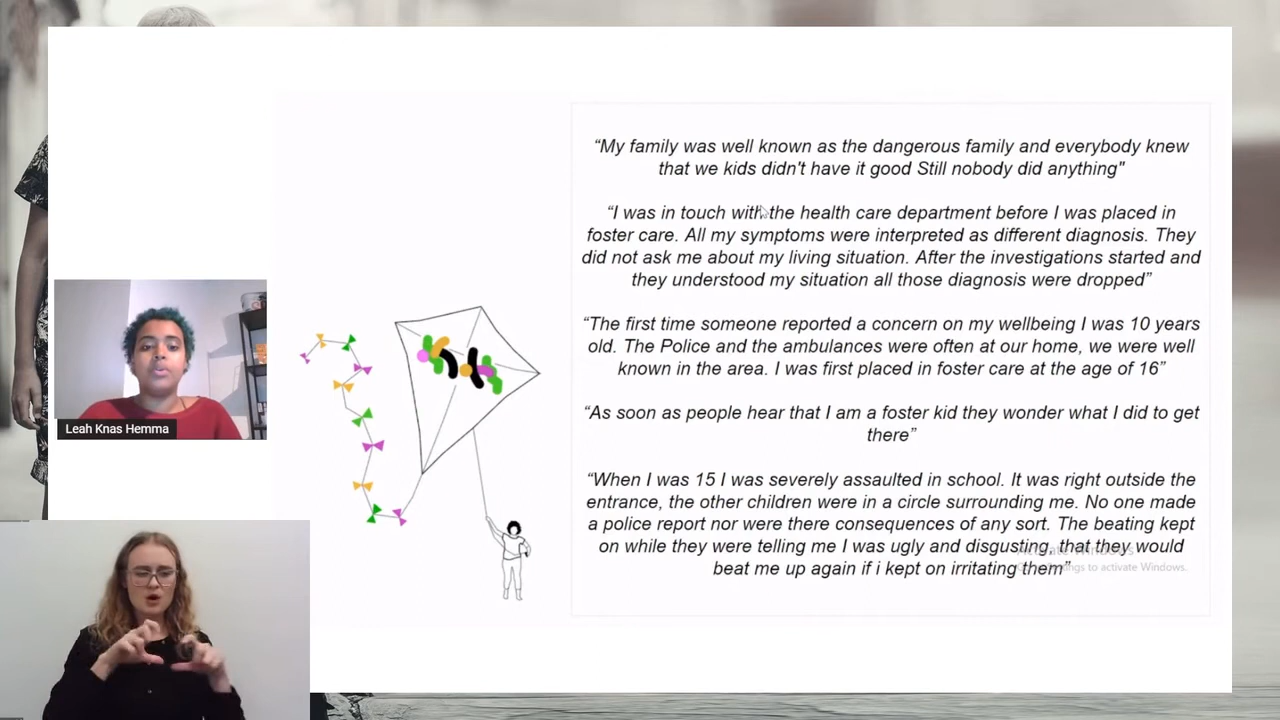 “My family was well known as the dangerous family and everybody knew
that we kids didn't have it good Still nobody did anything"
“I was in touch with the health care department before I was placed in
foster care. All my symptoms were interpreted as different diagnosis. They
did not ask me about my living situation. After the investigations started and
they understood my situation all those diagnosis were dropped”
“The first time someone reported a concern on my wellbeing I was 10 years
old. The Police and the ambulances were often at our home, we were well
known in the area. I was first placed in foster care at the age of 16”
“As soon as people hear that I am a foster kid they wonder what I did to get
there”
“When I was 15 I was severely assaulted in school. It was right outside the
entrance, the other children were in a circle surrounding me. No one made
a police report nor were there consequences of any sort. The beating kept
on while they were telling me I was ugly and disgusting, that they would
beat me up again if i kept on irritating them”
Activate Windows
to activate Windows.
Leah Knas Hemma